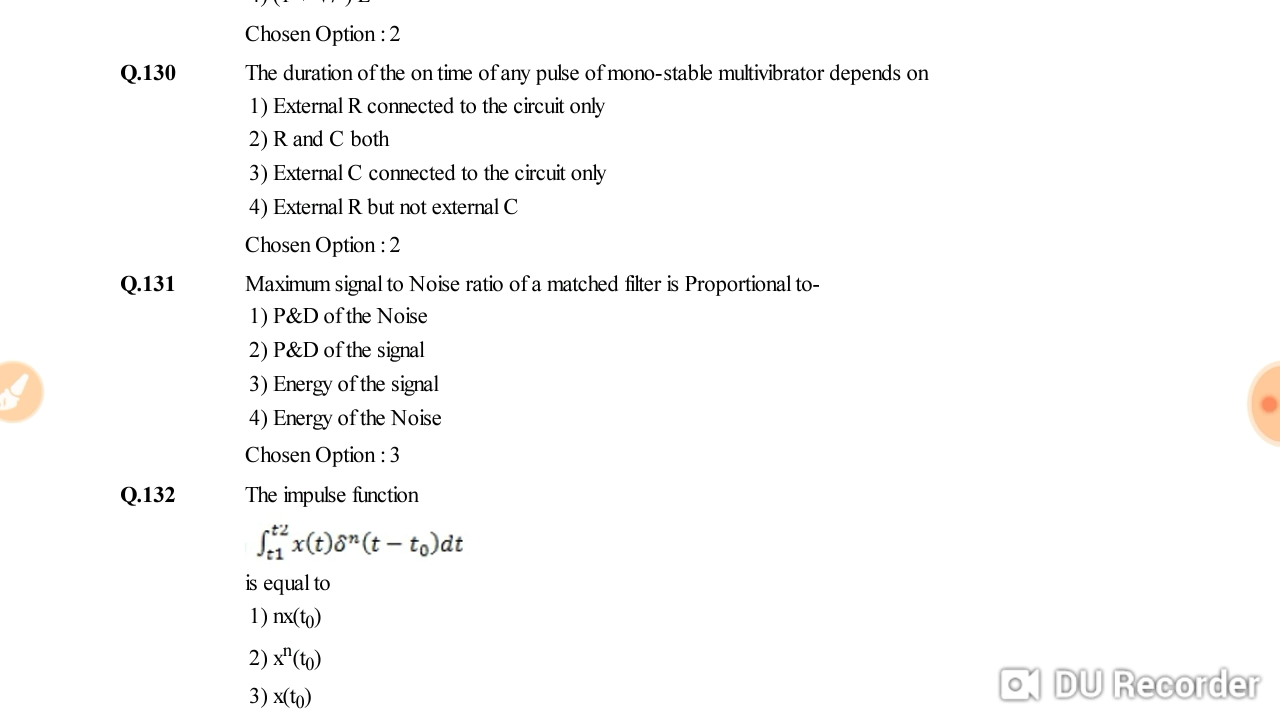 Chosen Option : 2
Q.130 The duration of the on time of any pulse of mono-stable multivibrator depends on
1) External R connected to the circuit only
2) R and C both
3) External C connected to the circuit only
4) External R but not external C
Chosen Option : 2
Q.131 Maximum signal to Noise ratio of a matched filter is Proportional to-
1) P&D of the Noise
2) P&D of the signal
3) Energy of the signal
4) Energy of the Noise
Chosen Option : 3
Q.132 The impulse function
∫_{t1}^{t2} x(t)δⁿ(t − t₀)dt
is equal to
1) nx(t₀)
2) xⁿ(t₀)
3) x(t₀)
DU Recorder